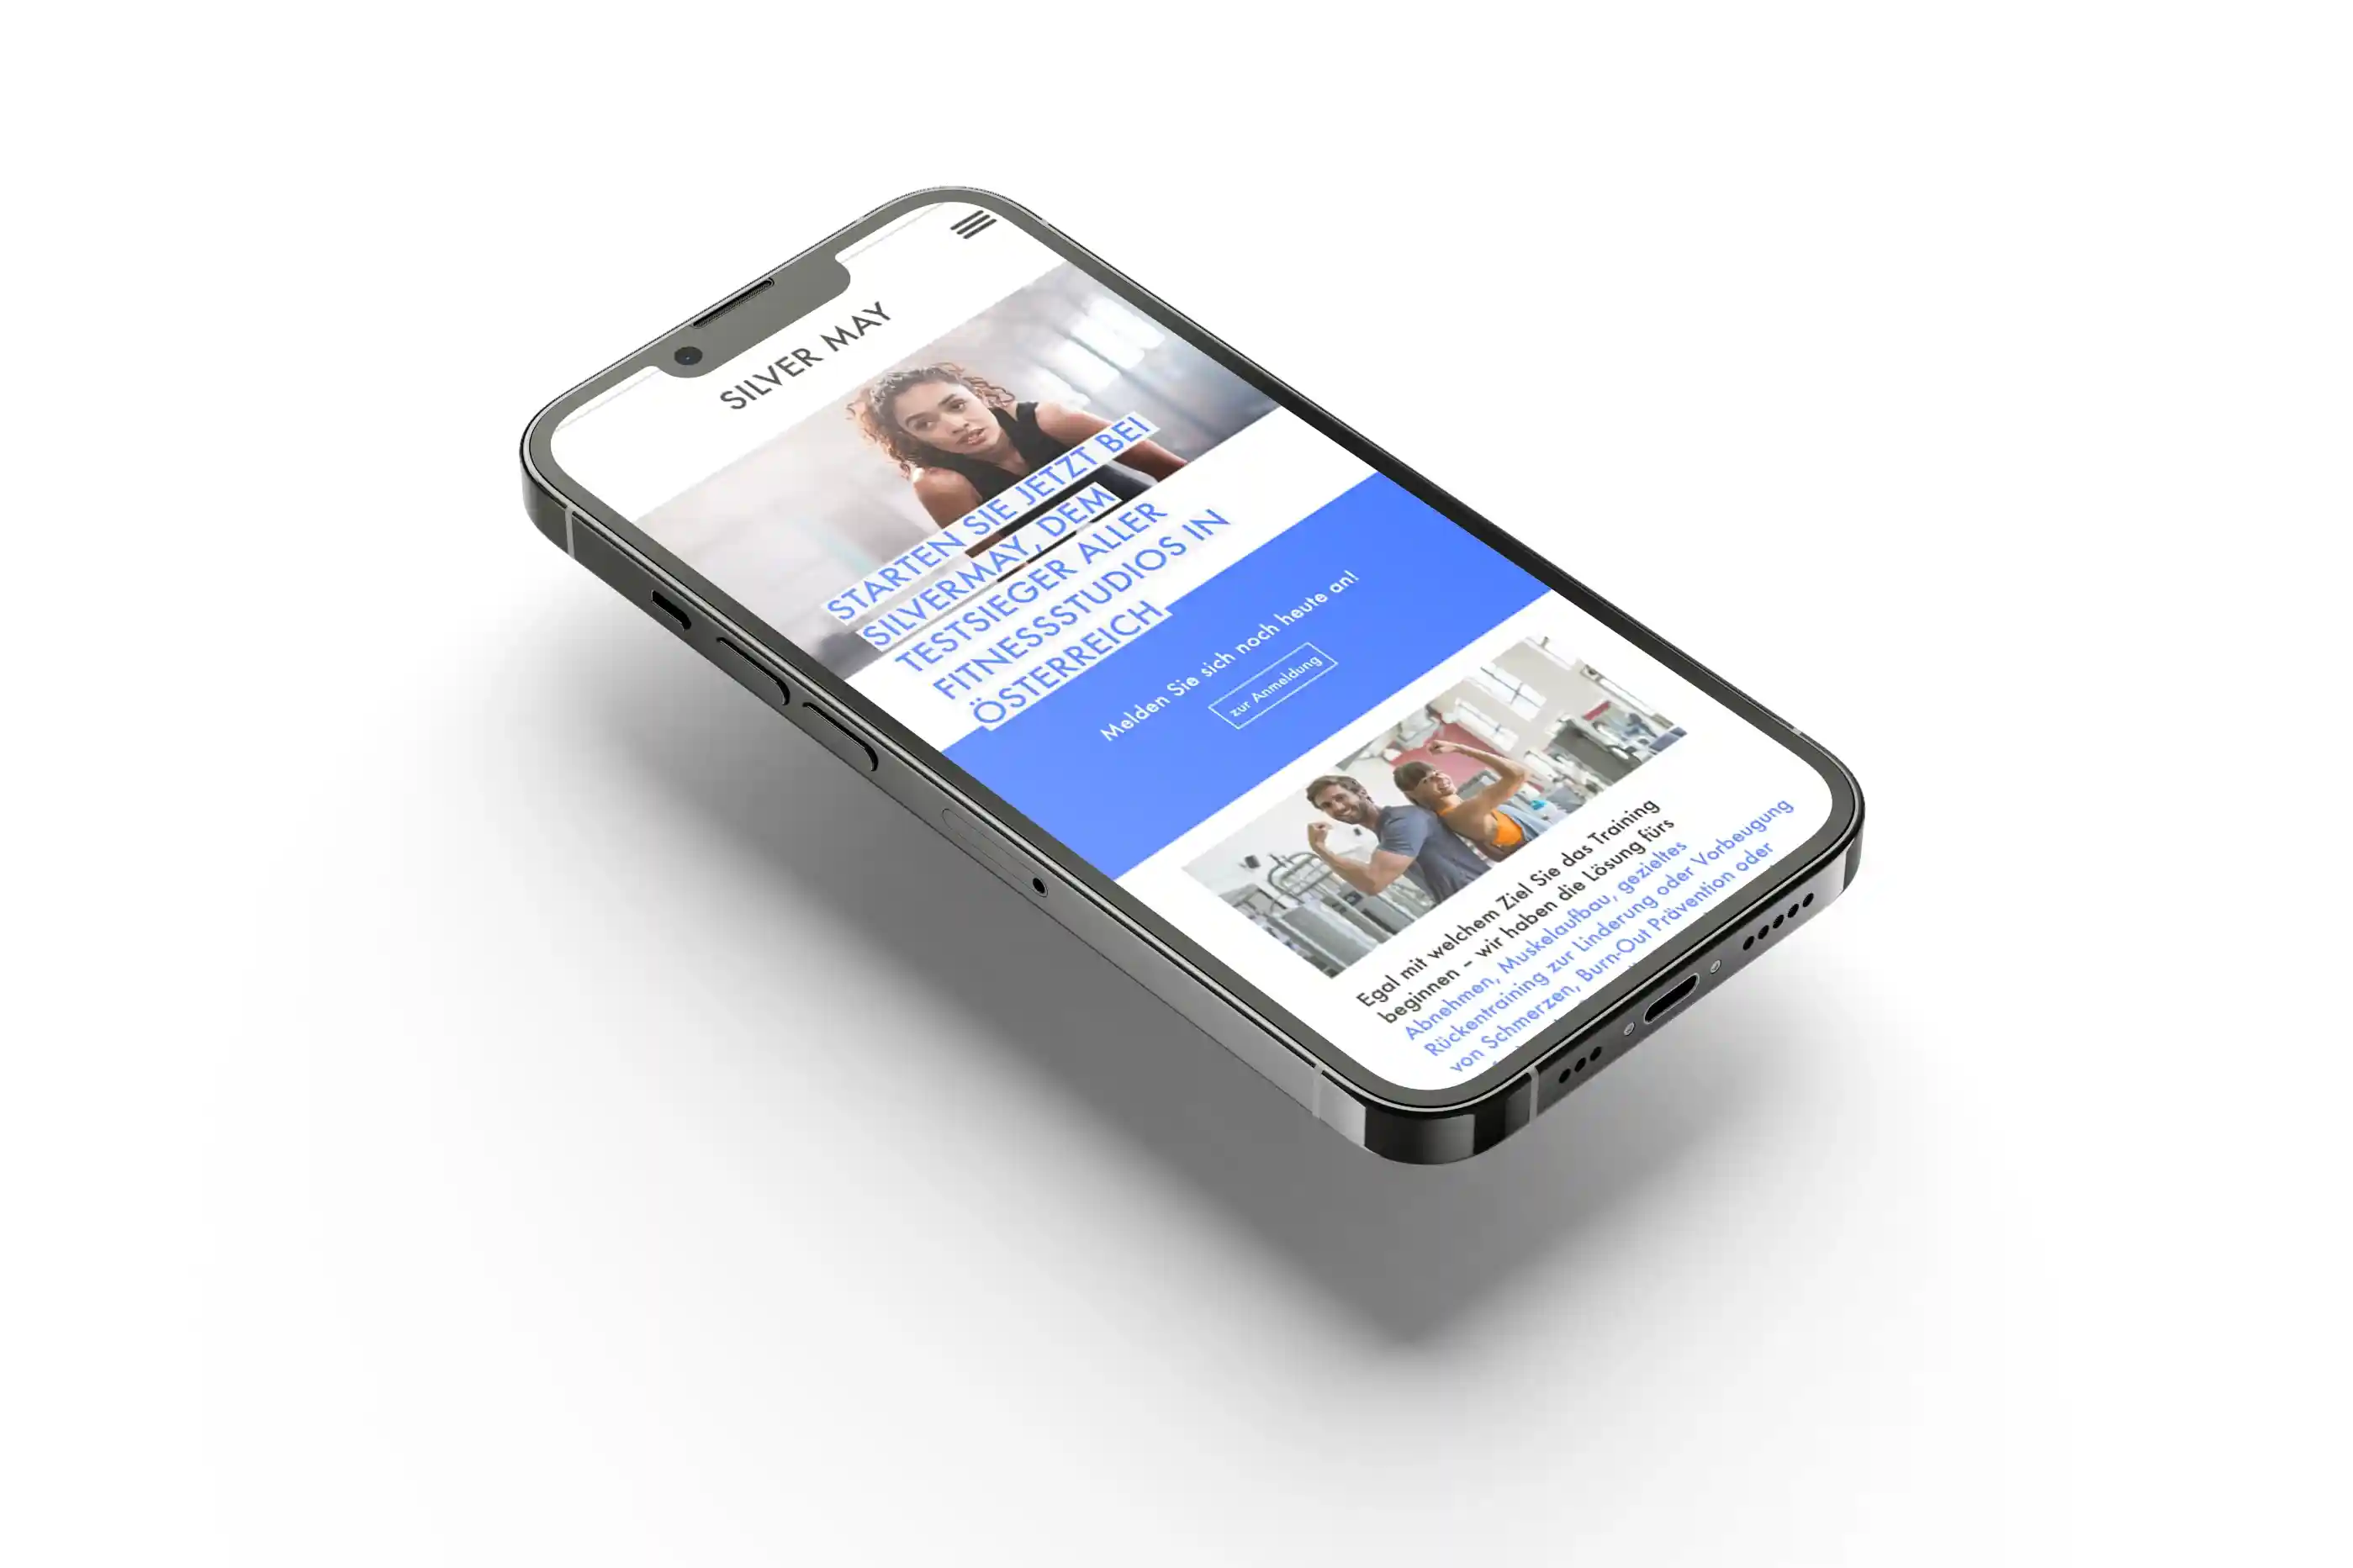 SILVER MAY
STARTEN SIE JETZT BEI
SILVERMAY, DEM
TESTSIEGER ALLER
FITNESSSTUDIOS IN
ÖSTERREICH
Melden Sie sich noch heute an!
zur Anmeldung
Egal mit welchem Ziel Sie das Training
beginnen – wir haben die Lösung fürs
Abnehmen, Muskelaufbau, gezieltes
Rückentraining zur Linderung oder Vorbeugung
von Schmerzen, Burn-Out Prävention oder